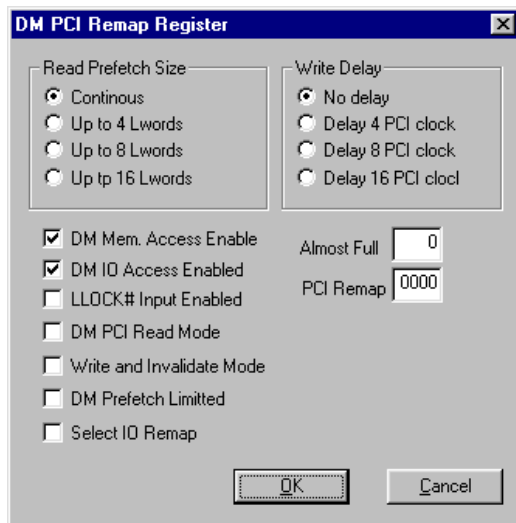 DM PCI Remap Register
Read Prefetch Size
Continous
Up to 4 Lwords
Up to 8 Lwords
Up tp 16 Lwords
Write Delay
No delay
Delay 4 PCI clock
Delay 8 PCI clock
Delay 16 PCI clocl
DM Mem. Access Enable
DM IO Access Enabled
LLOCK# Input Enabled
DM PCI Read Mode
Write and Invalidate Mode
DM Prefetch Limitted
Select IO Remap
Almost Full 0
PCI Remap 0000
OK Cancel